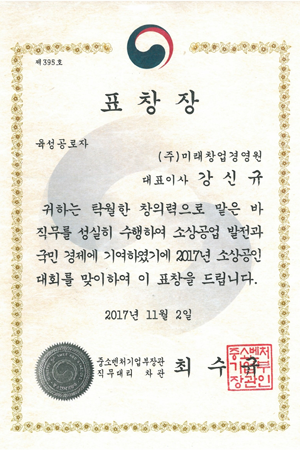 제395호
표창장
육성공로자
(주)미래창업경영원
대표이사 강신규
귀하는 탁월한 창의력으로 맡은 바
직무를 성실히 수행하여 소상공업 발전과
국민 경제에 기여하였기에 2017년 소상공인
대회를 맞이하여 이 표창을 드립니다.
2017년 11월 2일
중소벤처기업부장관
직무대리 차관 최수규
중소벤처
기업부
장관인